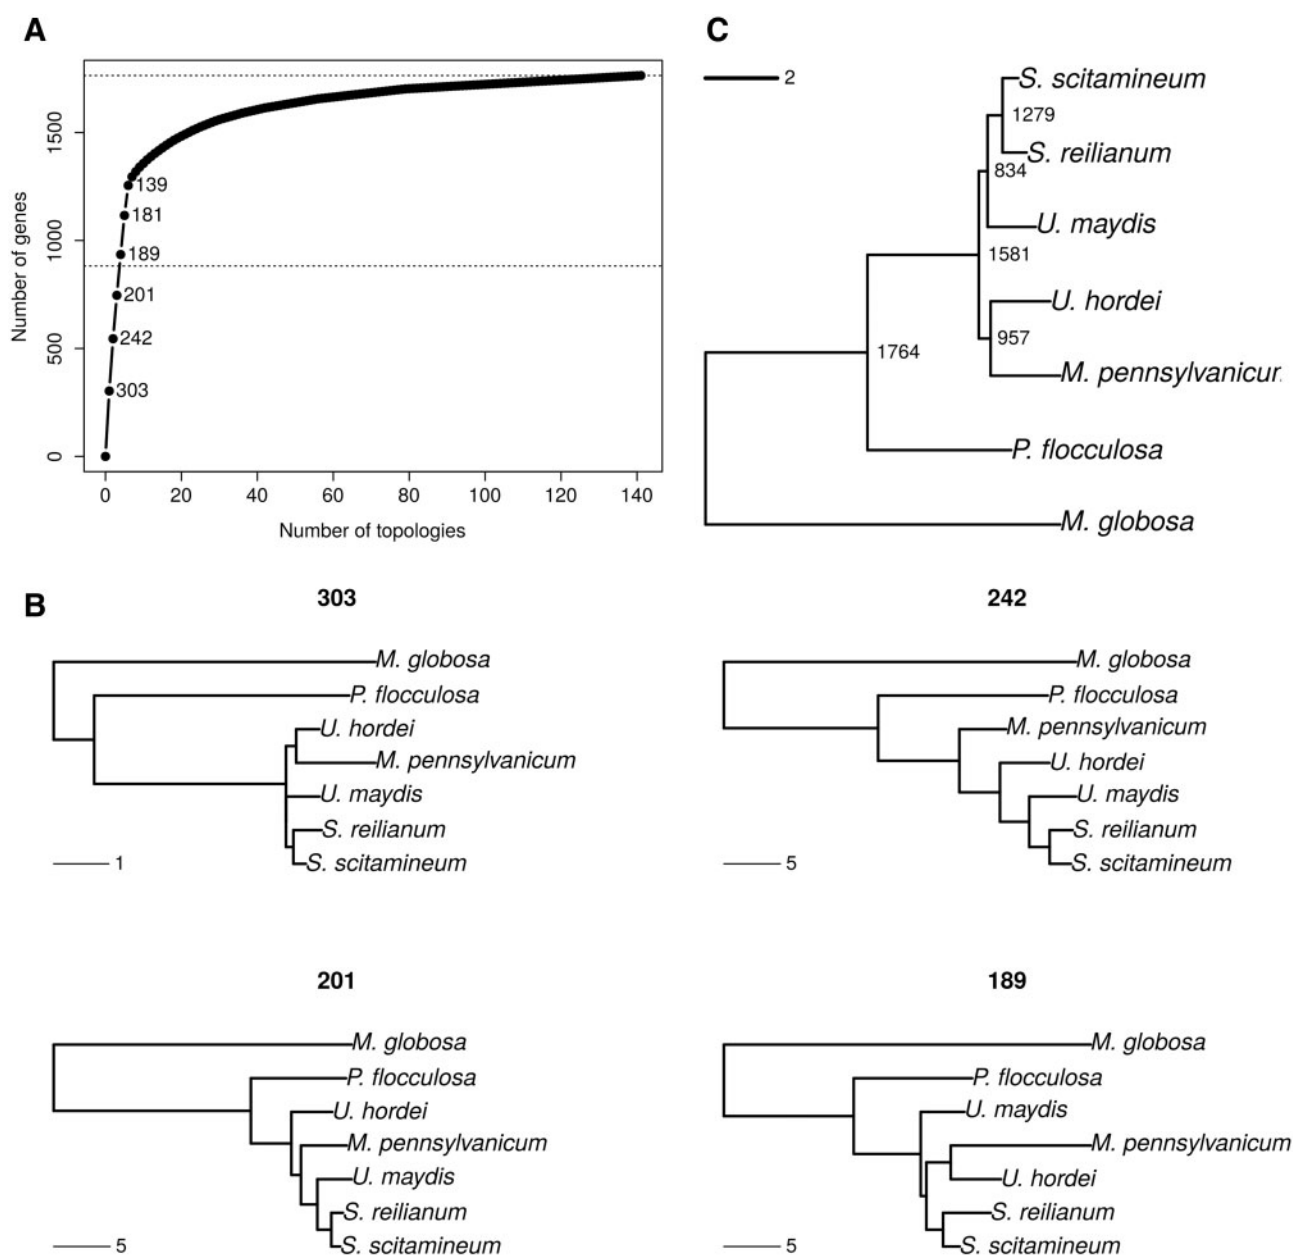 A
Number of genes
1500
1000
500
0
139
181
189
201
242
303
0 20 40 60 80 100 120 140
Number of topologies
C
2
S. scitamineum
1279
S. reilianum
834
U. maydis
1581
U. hordei
957
M. pennsylvanicur
1764
P. flocculosa
M. globosa
B
303
M. globosa
P. flocculosa
U. hordei
M. pennsylvanicum
U. maydis
S. reilianum
S. scitamineum
1
242
M. globosa
P. flocculosa
M. pennsylvanicum
U. hordei
U. maydis
S. reilianum
S. scitamineum
5
201
M. globosa
P. flocculosa
U. hordei
M. pennsylvanicum
U. maydis
S. reilianum
S. scitamineum
5
189
M. globosa
P. flocculosa
U. maydis
M. pennsylvanicum
U. hordei
S. reilianum
S. scitamineum
5